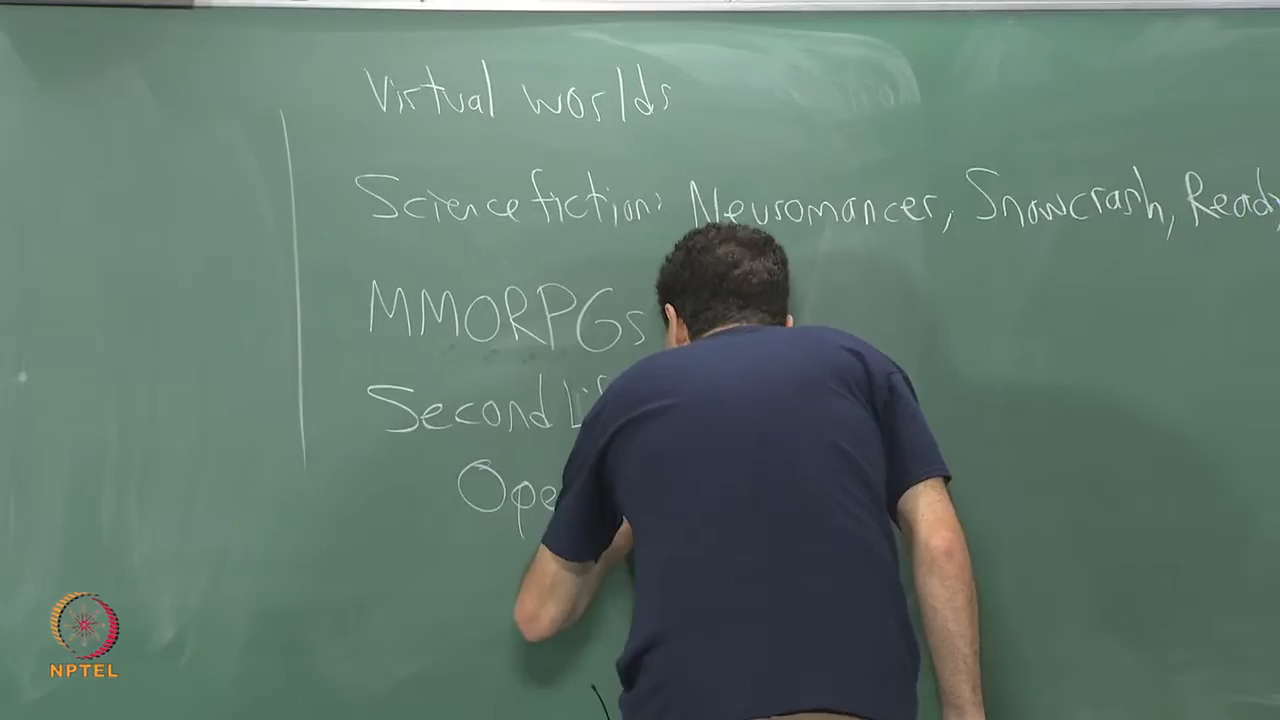 Virtual worlds
Science fiction: Neuromancer, Snowcrash, Ready
MMORPGs
Second
NPTEL